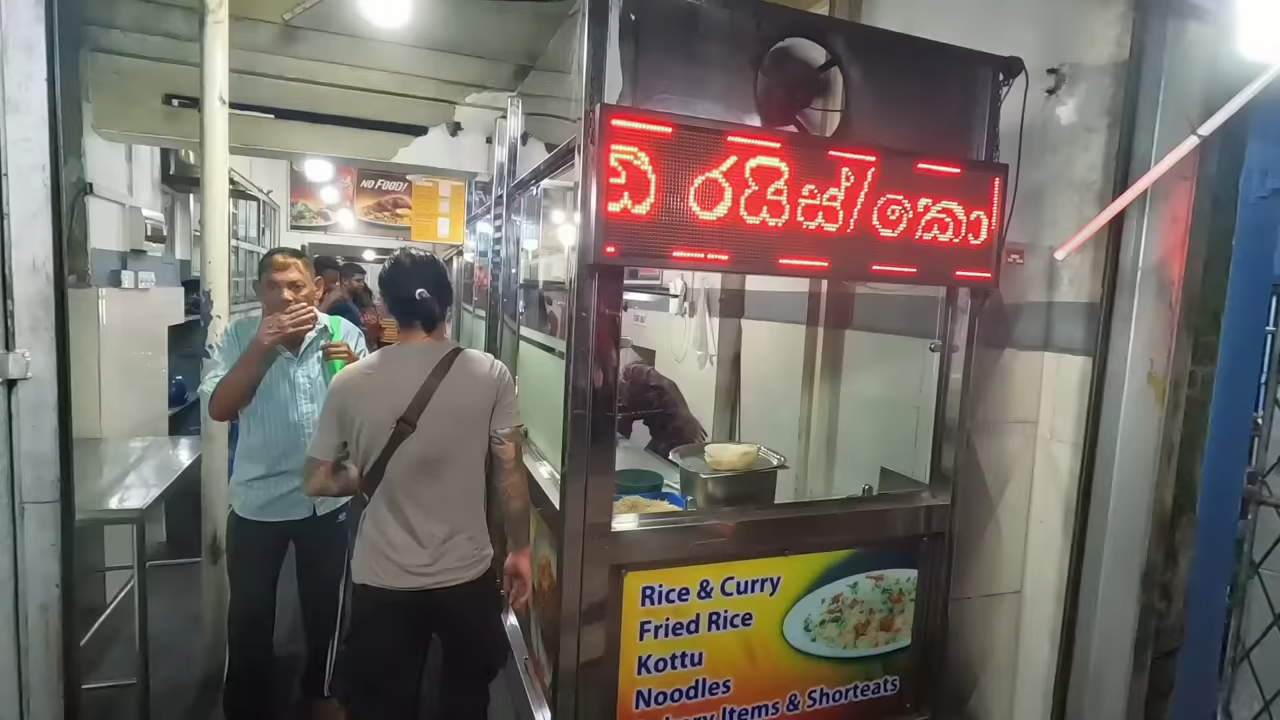 NO FOOD!
ඩ් රයිස්/කො
Rice & Curry
Fried Rice
Kottu
Noodles
Items & Shorteats